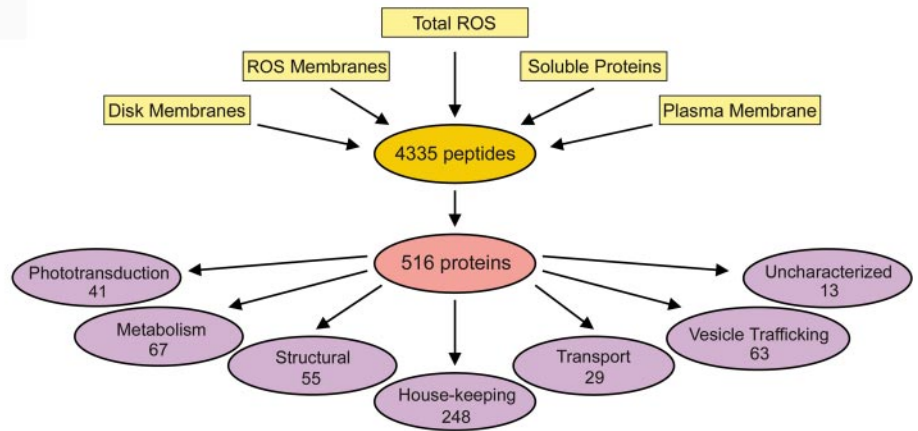 Total ROS
ROS Membranes
Soluble Proteins
Disk Membranes
Plasma Membrane
4335 peptides
516 proteins
Phototransduction
41
Metabolism
67
Structural
55
House-keeping
248
Transport
29
Vesicle Trafficking
63
Uncharacterized
13